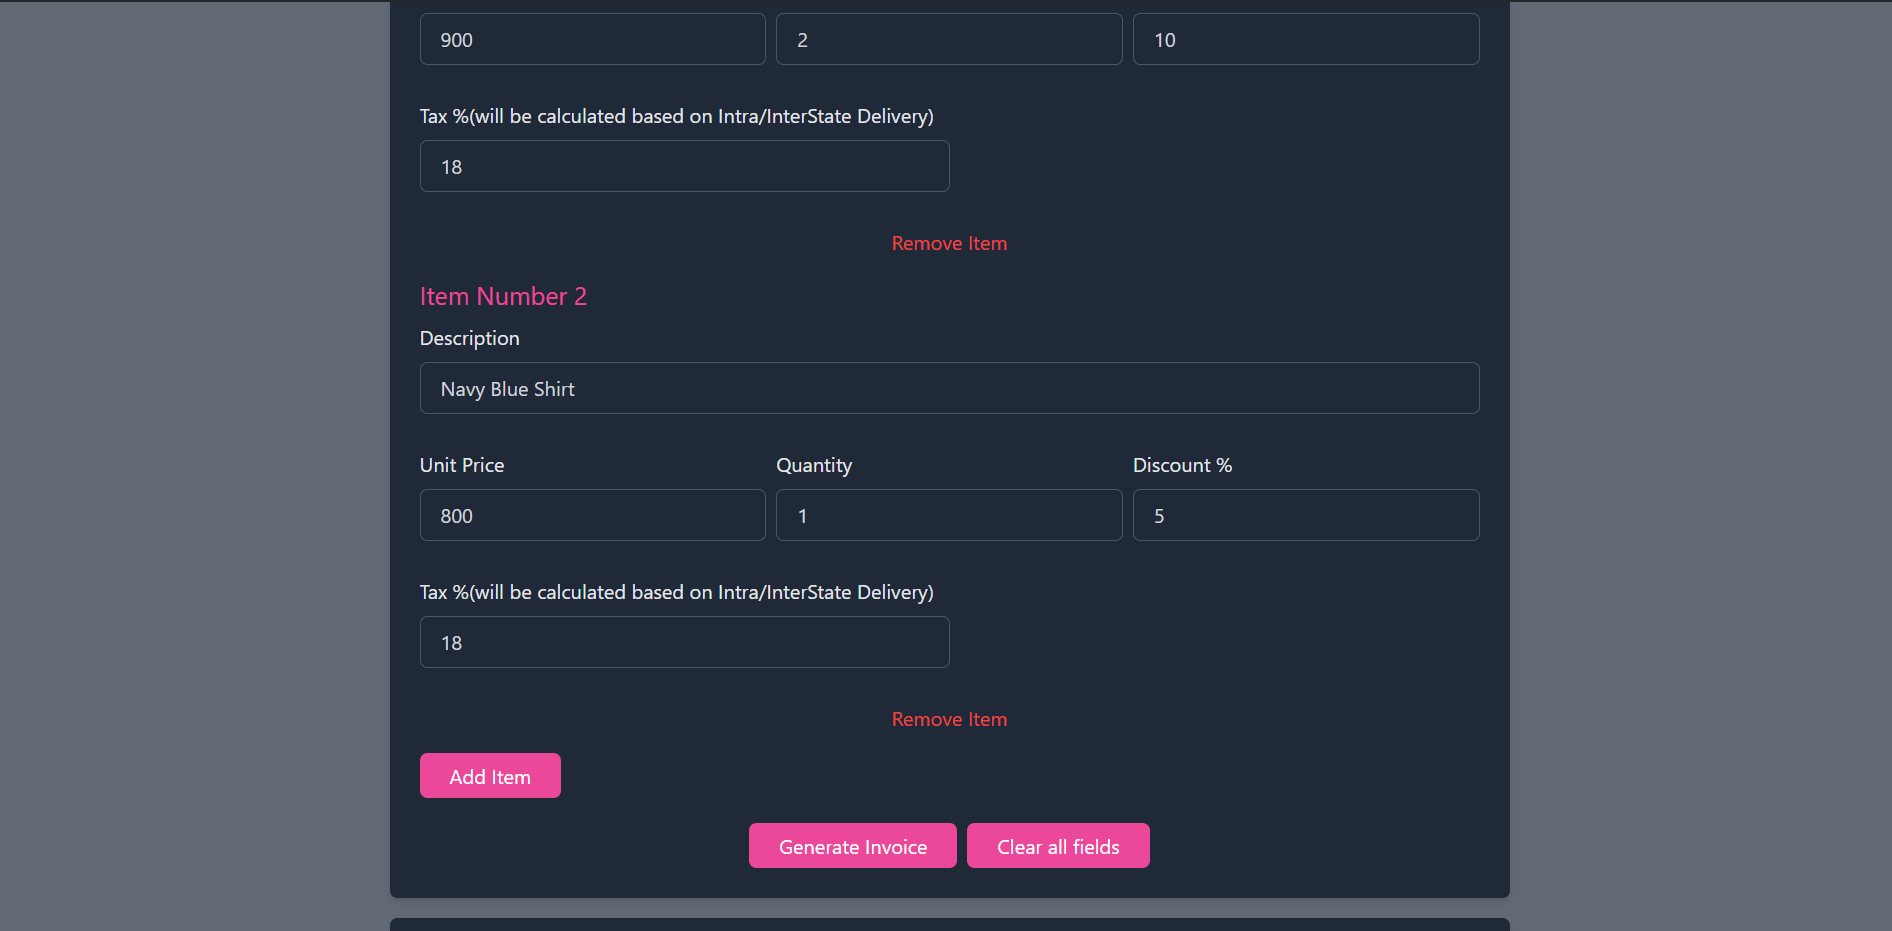 900 2 10
Tax %(will be calculated based on Intra/InterState Delivery)
18
Remove Item
Item Number 2
Description
Navy Blue Shirt
Unit Price Quantity Discount %
800 1 5
Tax %(will be calculated based on Intra/InterState Delivery)
18
Remove Item
Add Item
Generate Invoice Clear all fields